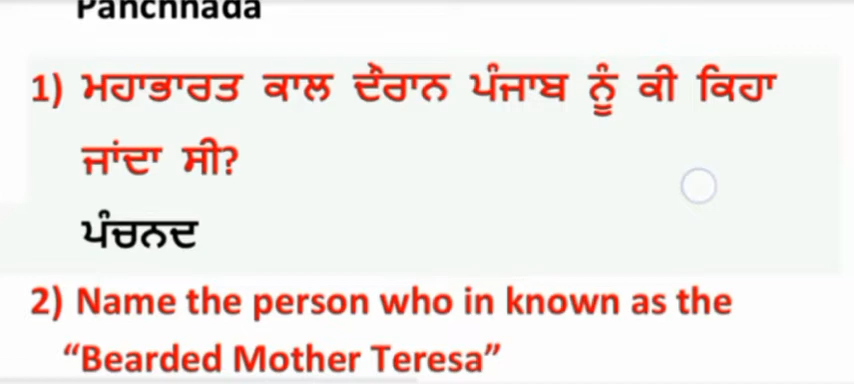 Panchnada
1) ਮਹਾਭਾਰਤ ਕਾਲ ਦੌਰਾਨ ਪੰਜਾਬ ਨੂੰ ਕੀ ਕਿਹਾ
ਜਾਂਦਾ ਸੀ?
ਪੰਚਨਦ
2) Name the person who in known as the
“Bearded Mother Teresa”